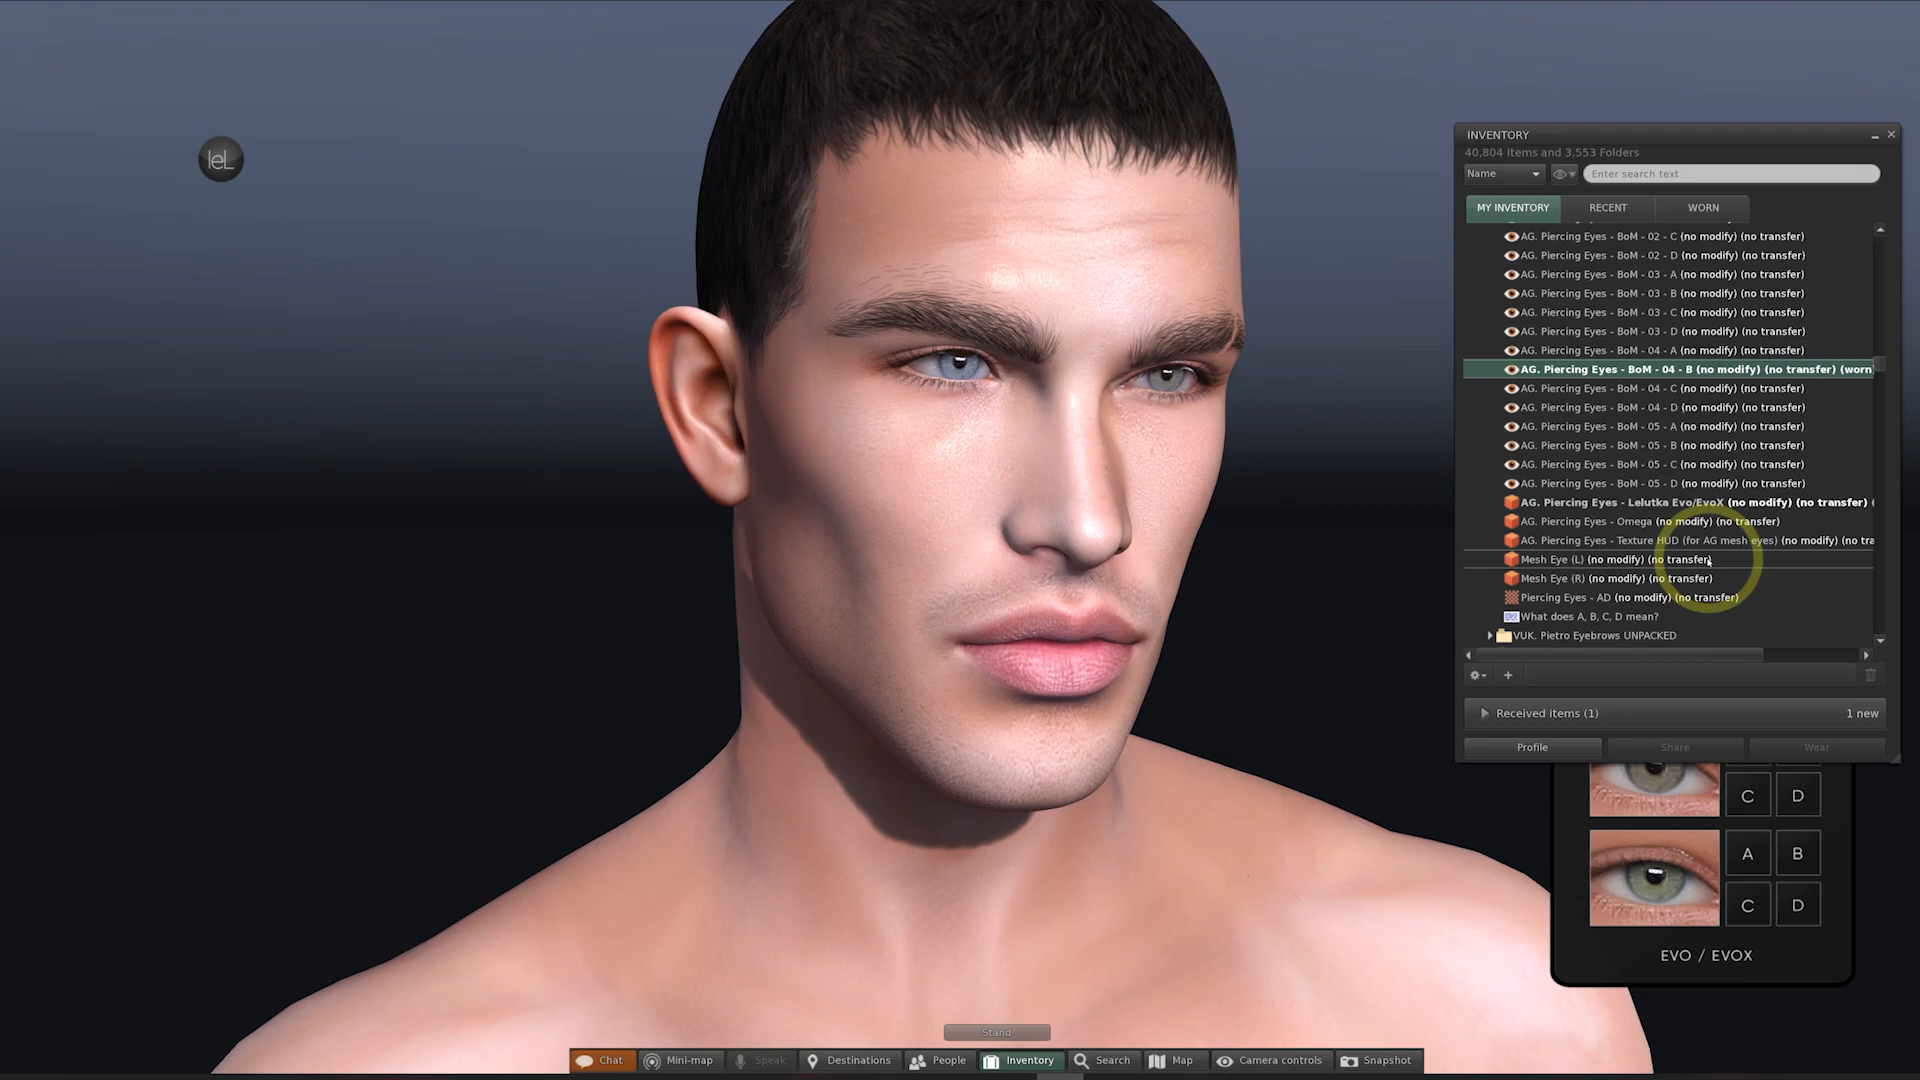 leL
INVENTORY
40,804 Items and 3,553 Folders
Name
Enter search text
MY INVENTORY RECENT WORN
AG. Piercing Eyes - BoM - 02 - C (no modify) (no transfer)
AG. Piercing Eyes - BoM - 02 - D (no modify) (no transfer)
AG. Piercing Eyes - BoM - 03 - A (no modify) (no transfer)
AG. Piercing Eyes - BoM - 03 - B (no modify) (no transfer)
AG. Piercing Eyes - BoM - 03 - C (no modify) (no transfer)
AG. Piercing Eyes - BoM - 03 - D (no modify) (no transfer)
AG. Piercing Eyes - BoM - 04 - A (no modify) (no transfer)
AG. Piercing Eyes - BoM - 04 - B (no modify) (no transfer) (worn
AG. Piercing Eyes - BoM - 04 - C (no modify) (no transfer)
AG. Piercing Eyes - BoM - 04 - D (no modify) (no transfer)
AG. Piercing Eyes - BoM - 05 - A (no modify) (no transfer)
AG. Piercing Eyes - BoM - 05 - B (no modify) (no transfer)
AG. Piercing Eyes - BoM - 05 - C (no modify) (no transfer)
AG. Piercing Eyes - BoM - 05 - D (no modify) (no transfer)
AG. Piercing Eyes - Lelutka Evo/EvoX (no modify) (no transfer) (
AG. Piercing Eyes - Omega (no modify) (no transfer)
AG. Piercing Eyes - Texture HUD (for AG mesh eyes) (no modify) (no tra
Mesh Eye (L) (no modify) (no transfer)
Mesh Eye (R) (no modify) (no transfer)
Piercing Eyes - AD (no modify) (no transfer)
What does A, B, C, D mean?
VUK. Pietro Eyebrows UNPACKED
Received items (1) 1 new
Profile Share Wear
C D
A B
C D
EVO / EVOX
Stand
Chat Mini-map Speak Destinations People Inventory Search Map Camera controls Snapshot